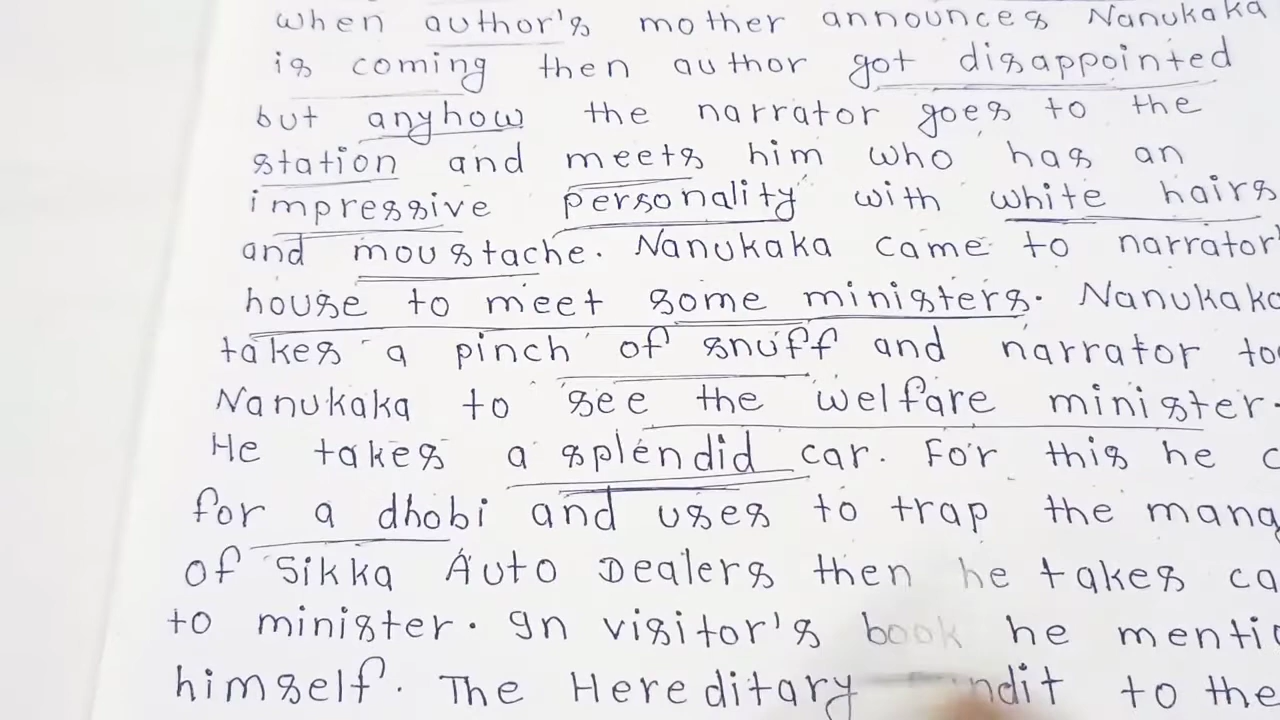 when author's mother announces Nanukaka
is coming then author got disappointed
but anyhow the narrator goes to the
station and meets him who has an
impressive personality with white hairs
and moustache. Nanukaka came to narrator'
house to meet some ministers. Nanukaka
takes a pinch of snuff and narrator to
Nanukaka to see the welfare minister.
He takes a splendid car. For this he c
for a dhobi and uses to trap the mang
of Sikka Auto Dealers then he takes ca
to minister. In visitor's book he menti
himself. The Hereditary to the